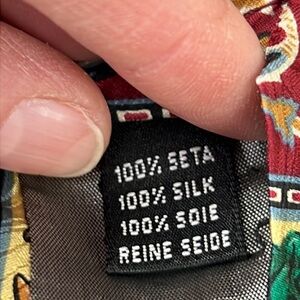 100% SETA
100% SILK
100% SOIE
REINE SEIDE